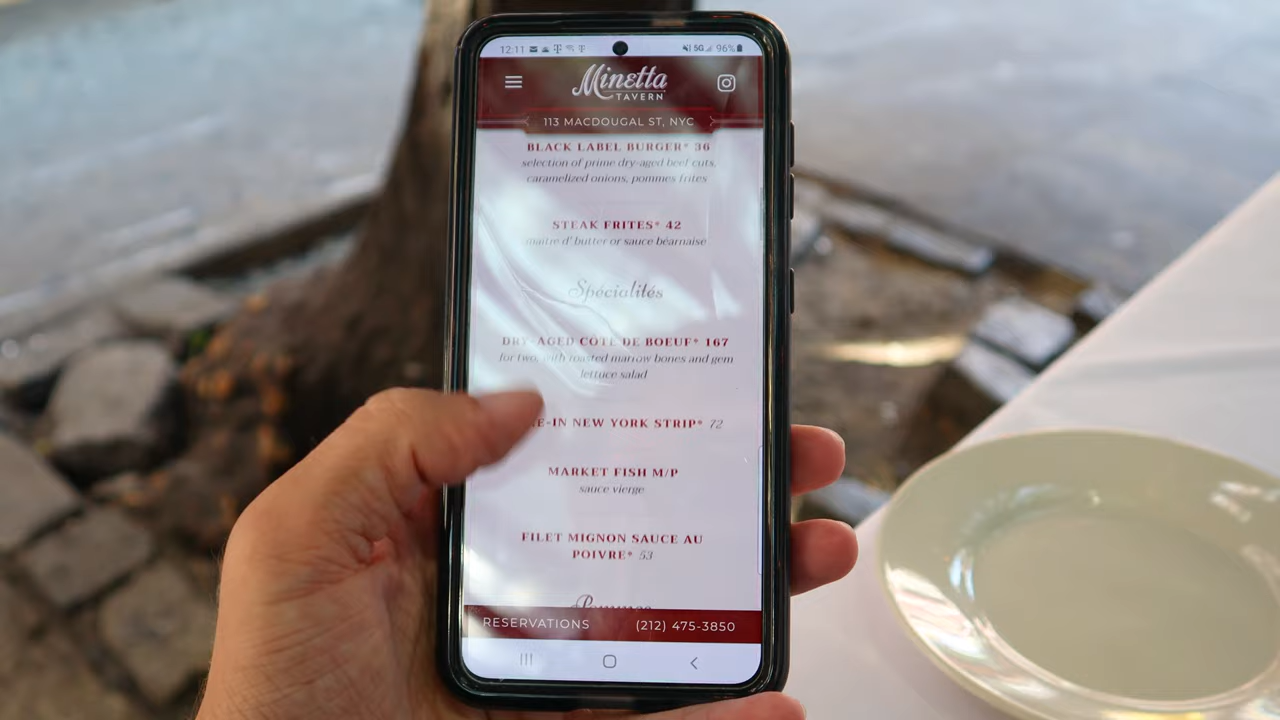 12:11 5G 96%
Minetta
TAVERN
113 MACDOUGAL ST, NYC
BLACK LABEL BURGER* 36
selection of prime dry-aged beef cuts,
caramelized onions, pommes frites
STEAK FRITES* 42
maître d' butter or sauce béarnaise
Spécialités
DRY-AGED CÔTE DE BOEUF* 167
for two, with roasted marrow bones and gem
lettuce salad
E-IN NEW YORK STRIP* 72
MARKET FISH M/P
sauce vierge
FILET MIGNON SAUCE AU
POIVRE* 53
RESERVATIONS (212) 475-3850